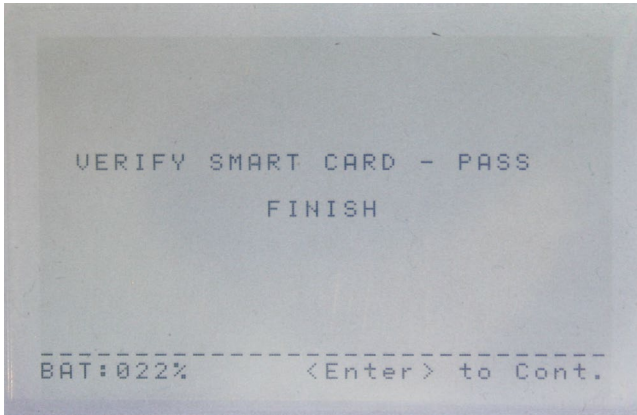 VERIFY SMART CARD - PASS
FINISH
BAT:022% <Enter> to Cont.